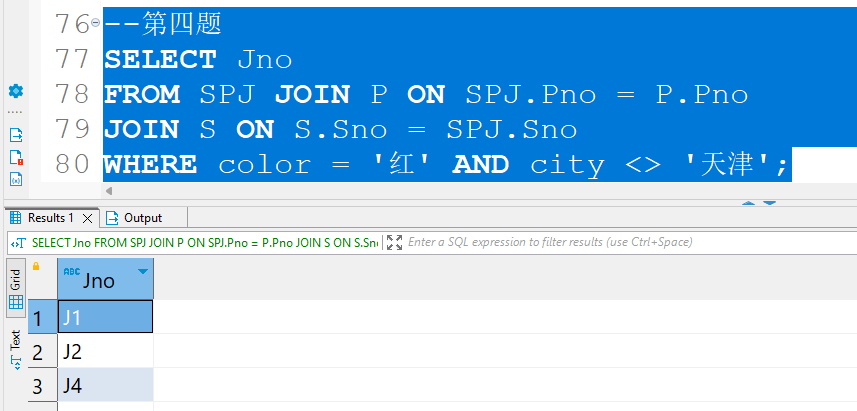 76 --第四题
77 SELECT Jno
78 FROM SPJ JOIN P ON SPJ.Pno = P.Pno
79 JOIN S ON S.Sno = SPJ.Sno
80 WHERE color = '红' AND city <> '天津';
Results 1 Output
SELECT Jno FROM SPJ JOIN P ON SPJ.Pno = P.Pno JOIN S ON S.Sno Enter a SQL expression to filter results (use Ctrl+Space)
Grid
Text
ABC Jno
1 J1
2 J2
3 J4